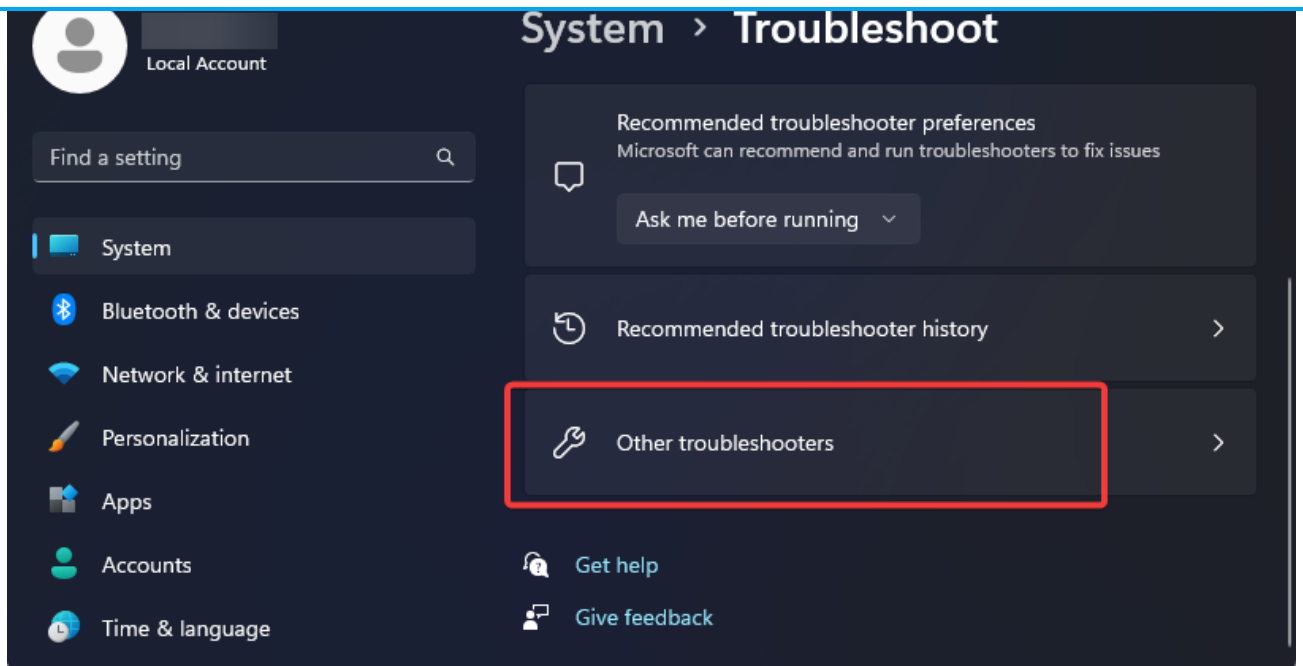 Local Account
Find a setting
System
Bluetooth & devices
Network & internet
Personalization
Apps
Accounts
Time & language
System > Troubleshoot
Recommended troubleshooter preferences
Microsoft can recommend and run troubleshooters to fix issues
Ask me before running
Recommended troubleshooter history
Other troubleshooters
Get help
Give feedback